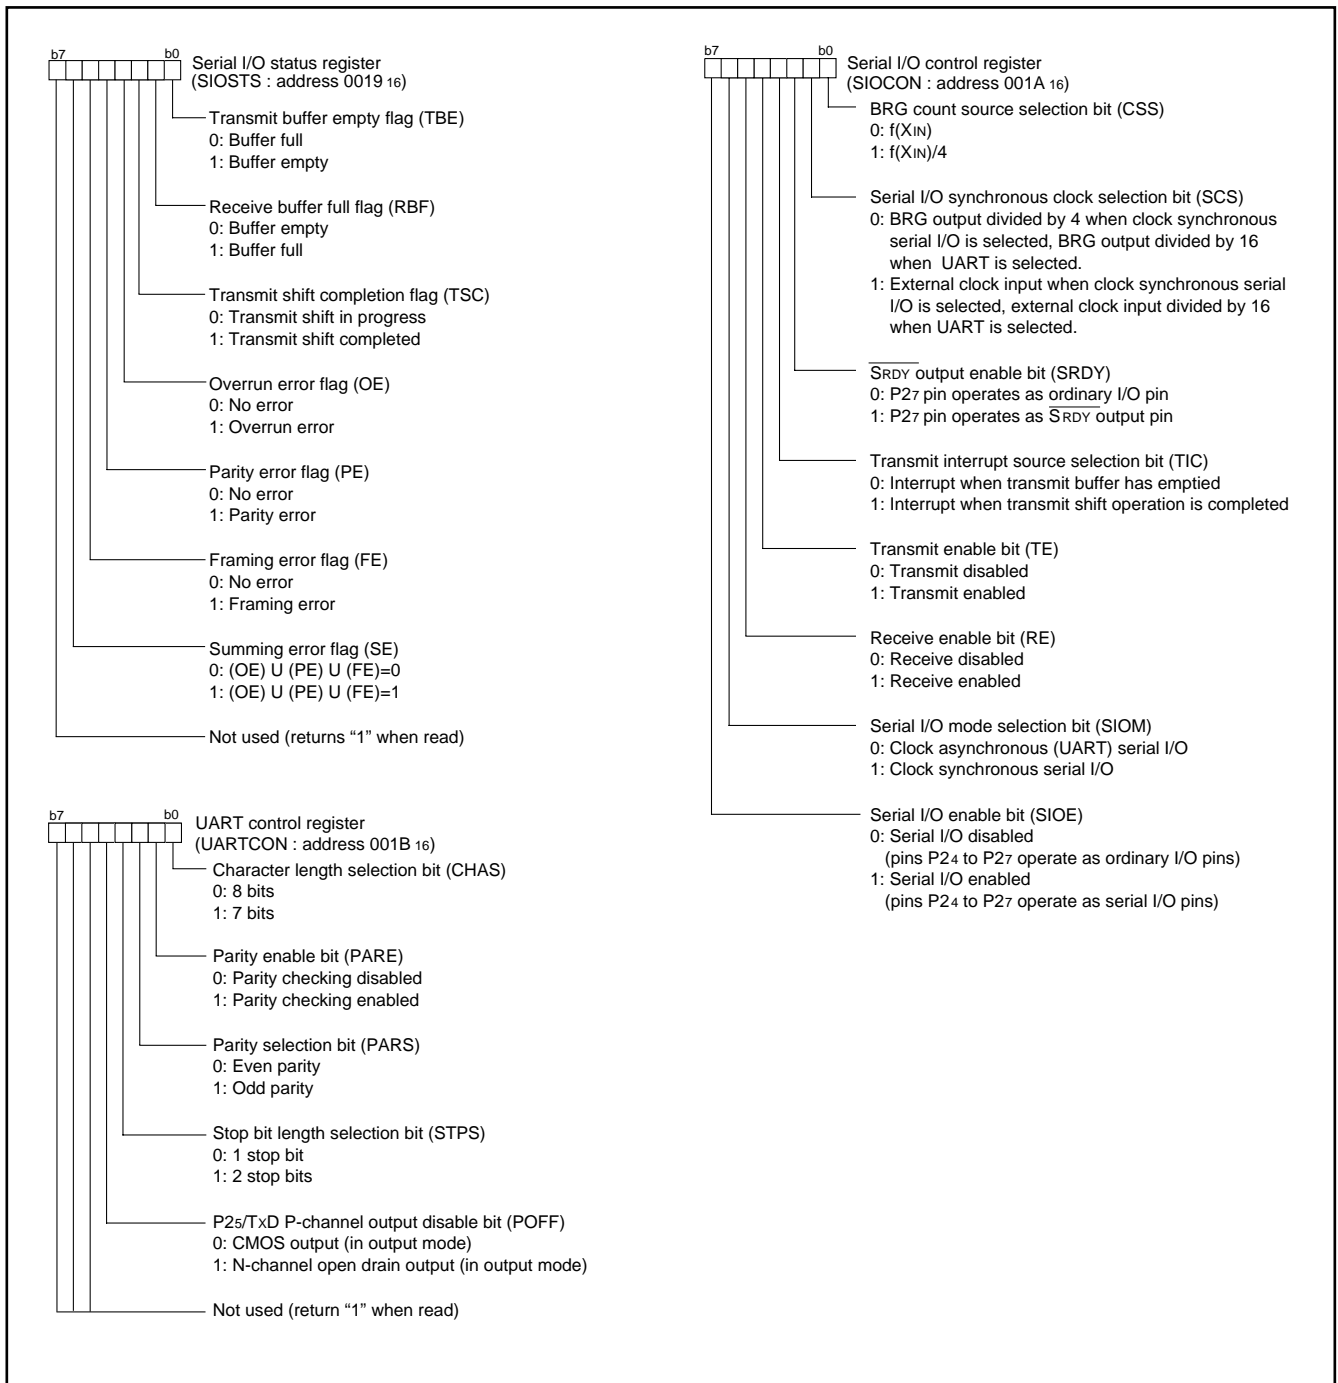 b7 b0 Serial I/O status register
(SIOSTS : address 0019 16)
Transmit buffer empty flag (TBE)
0: Buffer full
1: Buffer empty
Receive buffer full flag (RBF)
0: Buffer empty
1: Buffer full
Transmit shift completion flag (TSC)
0: Transmit shift in progress
1: Transmit shift completed
Overrun error flag (OE)
0: No error
1: Overrun error
Parity error flag (PE)
0: No error
1: Parity error
Framing error flag (FE)
0: No error
1: Framing error
Summing error flag (SE)
0: (OE) U (PE) U (FE)=0
1: (OE) U (PE) U (FE)=1
Not used (returns “1” when read)
b7 b0 UART control register
(UARTCON : address 001B 16)
Character length selection bit (CHAS)
0: 8 bits
1: 7 bits
Parity enable bit (PARE)
0: Parity checking disabled
1: Parity checking enabled
Parity selection bit (PARS)
0: Even parity
1: Odd parity
Stop bit length selection bit (STPS)
0: 1 stop bit
1: 2 stop bits
P25/TXD P-channel output disable bit (POFF)
0: CMOS output (in output mode)
1: N-channel open drain output (in output mode)
Not used (return “1” when read)
b7 b0 Serial I/O control register
(SIOCON : address 001A 16)
BRG count source selection bit (CSS)
0: f(XIN)
1: f(XIN)/4
Serial I/O synchronous clock selection bit (SCS)
0: BRG output divided by 4 when clock synchronous
serial I/O is selected, BRG output divided by 16
when UART is selected.
1: External clock input when clock synchronous serial
I/O is selected, external clock input divided by 16
when UART is selected.
SRDY output enable bit (SRDY)
0: P27 pin operates as ordinary I/O pin
1: P27 pin operates as SRDY output pin
Transmit interrupt source selection bit (TIC)
0: Interrupt when transmit buffer has emptied
1: Interrupt when transmit shift operation is completed
Transmit enable bit (TE)
0: Transmit disabled
1: Transmit enabled
Receive enable bit (RE)
0: Receive disabled
1: Receive enabled
Serial I/O mode selection bit (SIOM)
0: Clock asynchronous (UART) serial I/O
1: Clock synchronous serial I/O
Serial I/O enable bit (SIOE)
0: Serial I/O disabled
(pins P24 to P27 operate as ordinary I/O pins)
1: Serial I/O enabled
(pins P24 to P27 operate as serial I/O pins)